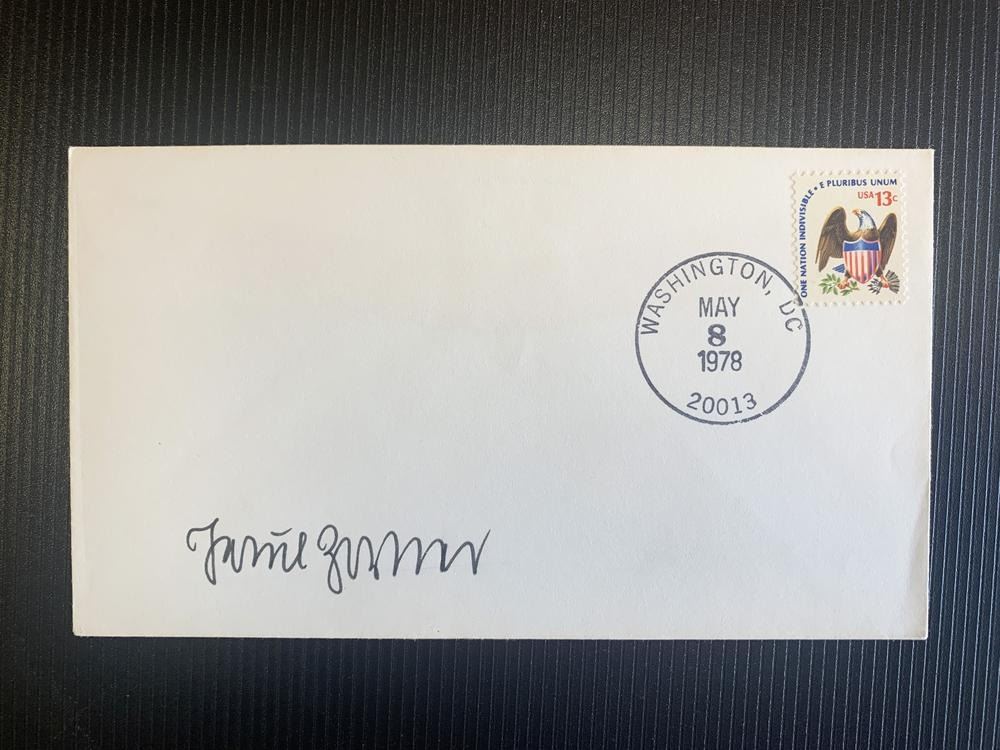 E PLURIBUS UNUM
ONE NATION INDIVISIBLE
USA 13c
WASHINGTON, DC
MAY
8
1978
20013